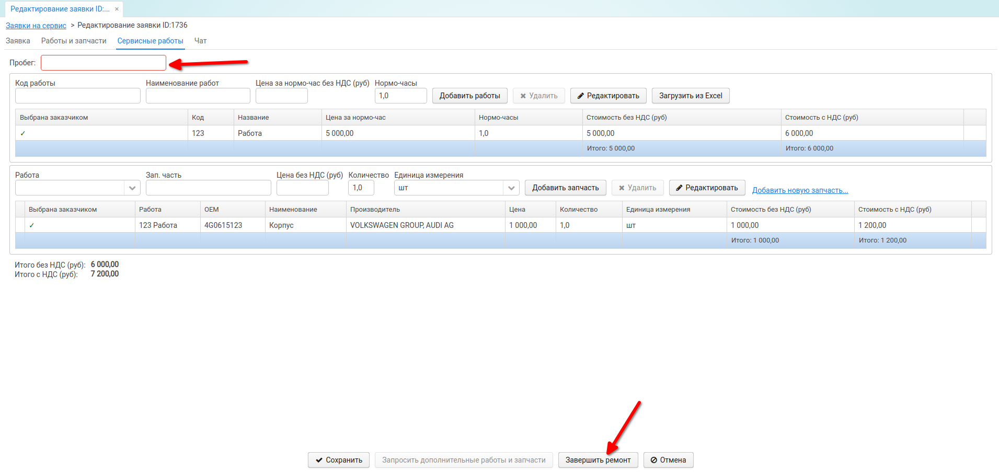 Редактирование заявки ID:... ×
Заявки на сервис > Редактирование заявки ID:1736
Заявка Работы и запчасти Сервисные работы Чат
Пробег:
Код работы Наименование работ Цена за нормо-час без НДС (руб) Нормо-часы
1,0 Добавить работы Удалить Редактировать Загрузить из Excel
Выбрана заказчиком Код Название Цена за нормо-час Нормо-часы Стоимость без НДС (руб) Стоимость с НДС (руб)
✓ 123 Работа 5 000,00 1,0 5 000,00 6 000,00
Итого: 5 000,00 Итого: 6 000,00
Работа Зап. часть Цена без НДС (руб) Количество Единица измерения
1,0 шт Добавить запчасть Удалить Редактировать Добавить новую запчасть...
Выбрана заказчиком Работа OEM Наименование Производитель Цена Количество Единица измерения Стоимость без НДС (руб) Стоимость с НДС (руб)
✓ 123 Работа 4G0615123 Корпус VOLKSWAGEN GROUP, AUDI AG 1 000,00 1,0 шт 1 000,00 1 200,00
Итого: 1 000,00 Итого: 1 200,00
Итого без НДС (руб): 6 000,00
Итого с НДС (руб): 7 200,00
Сохранить Запросить дополнительные работы и запчасти Завершить ремонт Отмена